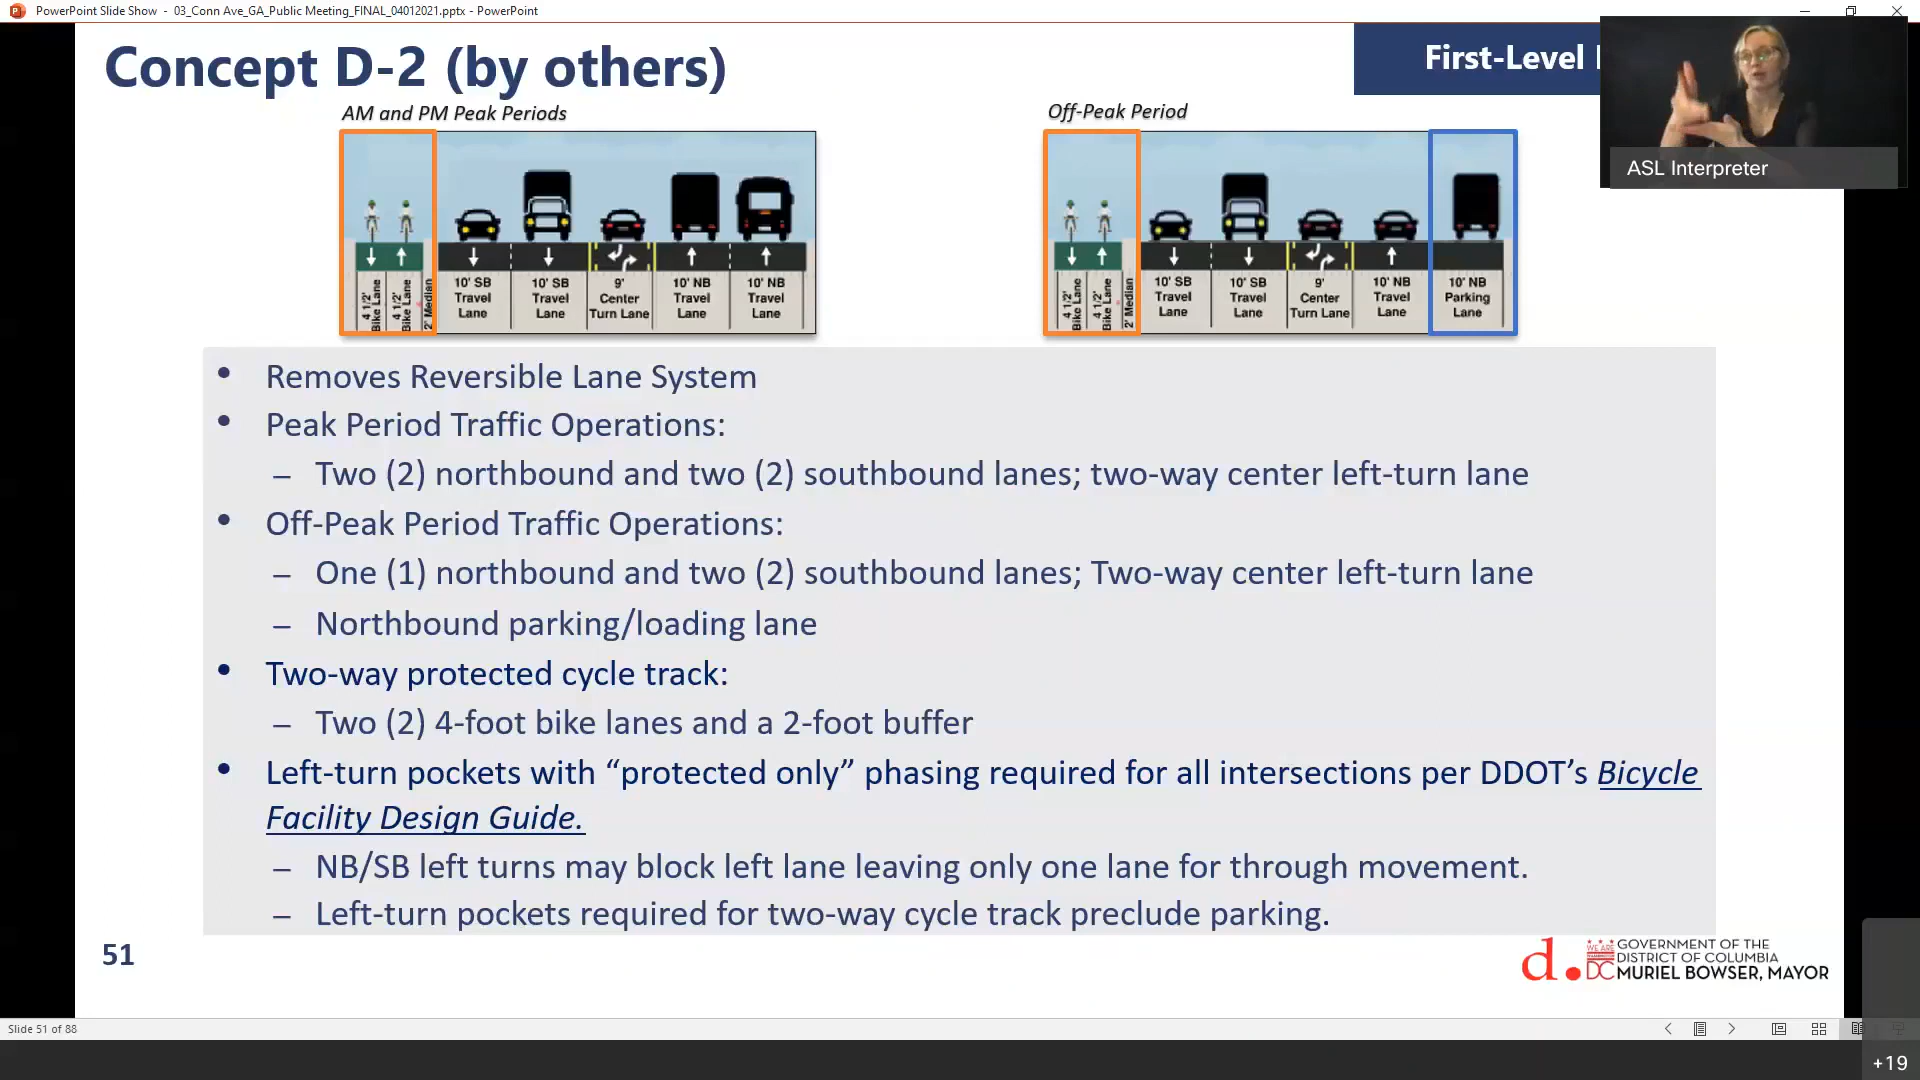 PowerPoint Slide Show - 03_Conn Ave_GA_Public Meeting_FINAL_04012021.pptx - PowerPoint
Concept D-2 (by others)
First-Level
ASL Interpreter
AM and PM Peak Periods
4 1/2' Bike Lane
4 1/2' Bike Lane
2' Median
10' SB Travel Lane
10' SB Travel Lane
9' Center Turn Lane
10' NB Travel Lane
10' NB Travel Lane
Off-Peak Period
4 1/2' Bike Lane
4 1/2' Bike Lane
2' Median
10' SB Travel Lane
10' SB Travel Lane
9' Center Turn Lane
10' NB Travel Lane
10' NB Parking Lane
• Removes Reversible Lane System
• Peak Period Traffic Operations:
– Two (2) northbound and two (2) southbound lanes; two-way center left-turn lane
• Off-Peak Period Traffic Operations:
– One (1) northbound and two (2) southbound lanes; Two-way center left-turn lane
– Northbound parking/loading lane
• Two-way protected cycle track:
– Two (2) 4-foot bike lanes and a 2-foot buffer
• Left-turn pockets with “protected only” phasing required for all intersections per DDOT’s Bicycle
Facility Design Guide.
– NB/SB left turns may block left lane leaving only one lane for through movement.
– Left-turn pockets required for two-way cycle track preclude parking.
51
d.
WE ARE
WASHINGTON
DC
GOVERNMENT OF THE
DISTRICT OF COLUMBIA
MURIEL BOWSER, MAYOR
Slide 51 of 88
+19